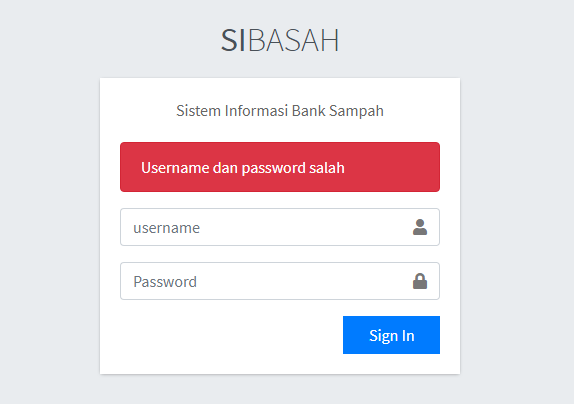 SIBASAH
Sistem Informasi Bank Sampah
Username dan password salah
username
Password
Sign In